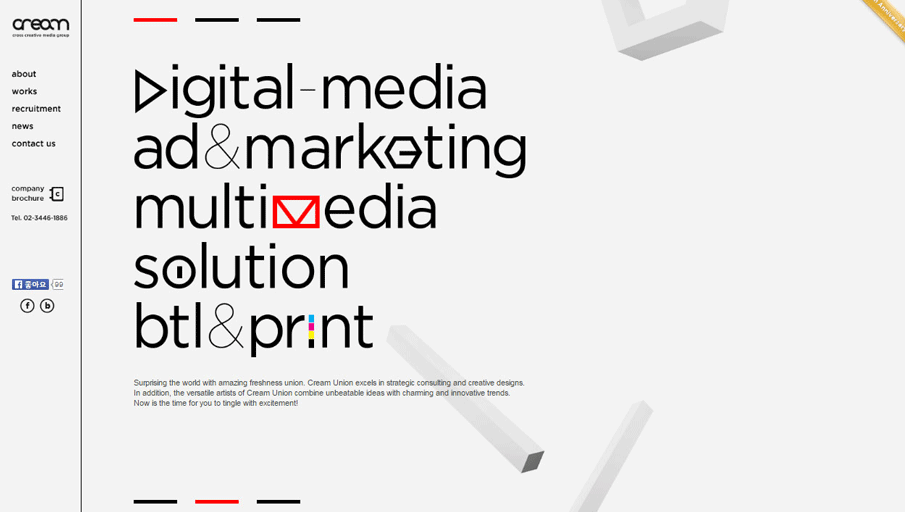 cream
cross creative media group
about
works
recruitment
news
contact us
company
brochure
c
Tel. 02-3446-1886
좋아요 99
f b
Digital-media
ad&marketing
multimedia
solution
btl&print
Surprising the world with amazing freshness union. Cream Union excels in strategic consulting and creative designs.
In addition, the versatile artists of Cream Union combine unbeatable ideas with charming and innovative trends.
Now is the time for you to tingle with excitement!